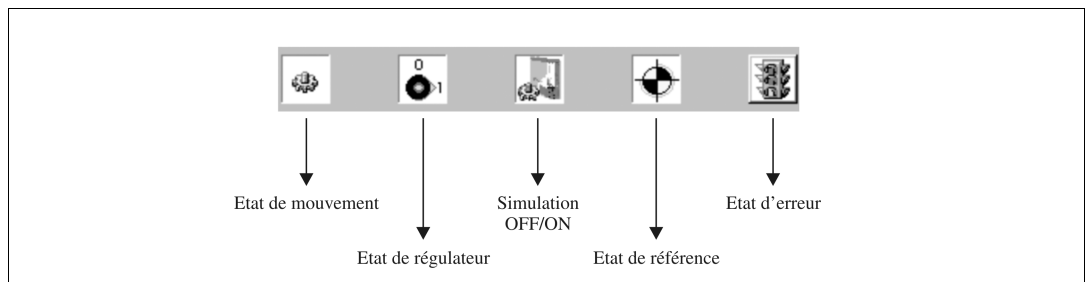 0
1
Etat de mouvement
Simulation
OFF/ON
Etat d’erreur
Etat de régulateur
Etat de référence